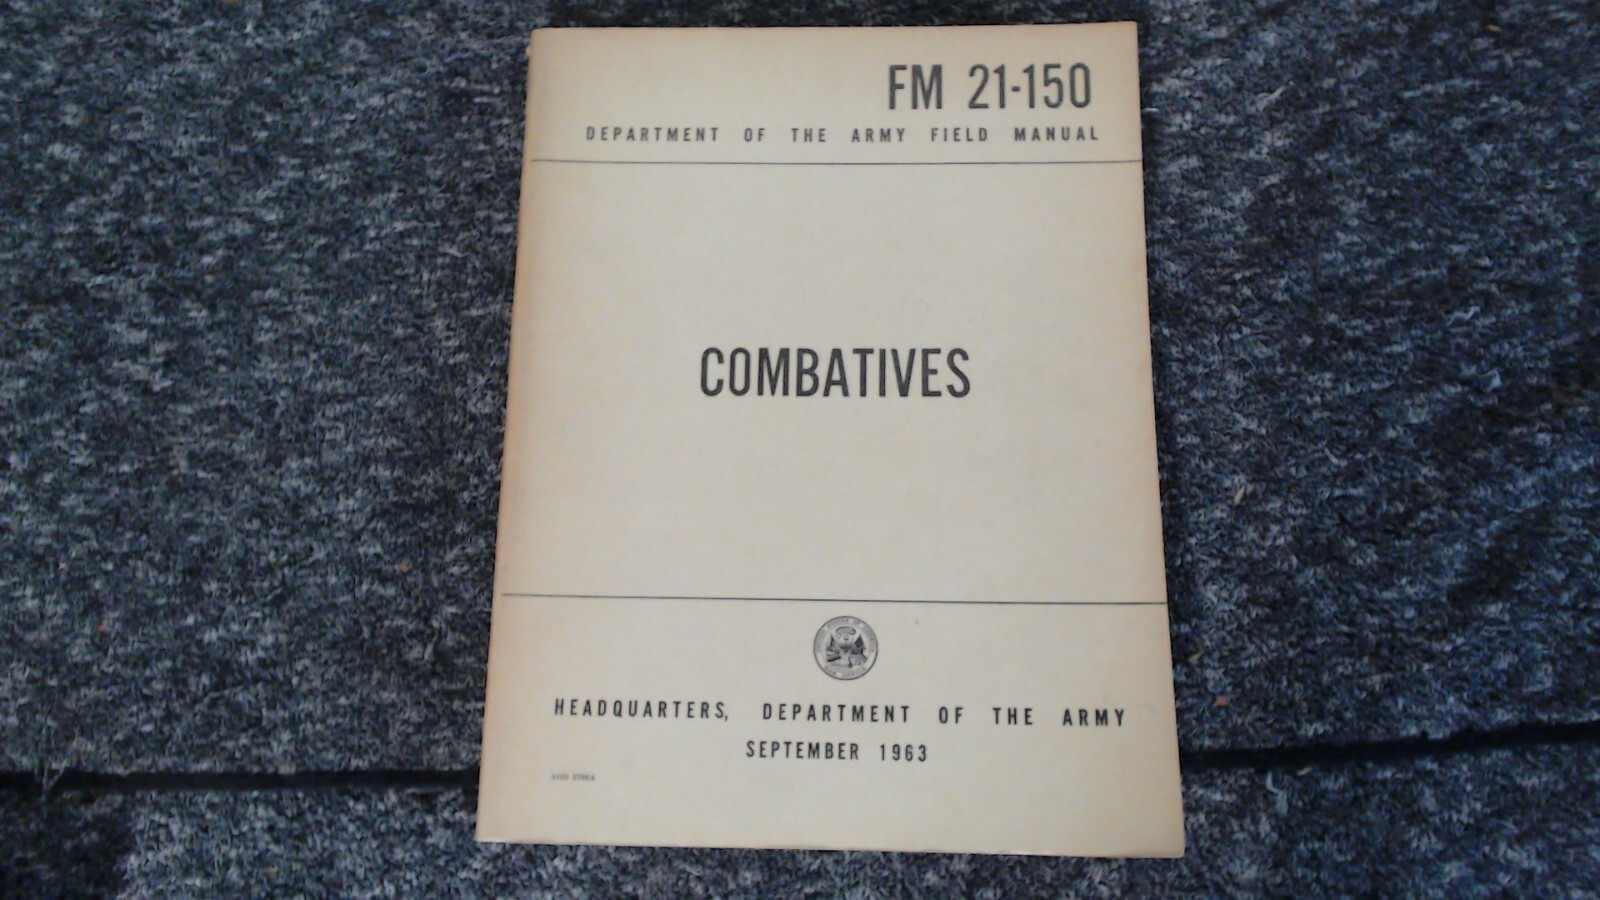 FM 21-150
DEPARTMENT OF THE ARMY FIELD MANUAL
COMBATIVES
HEADQUARTERS, DEPARTMENT OF THE ARMY
SEPTEMBER 1963